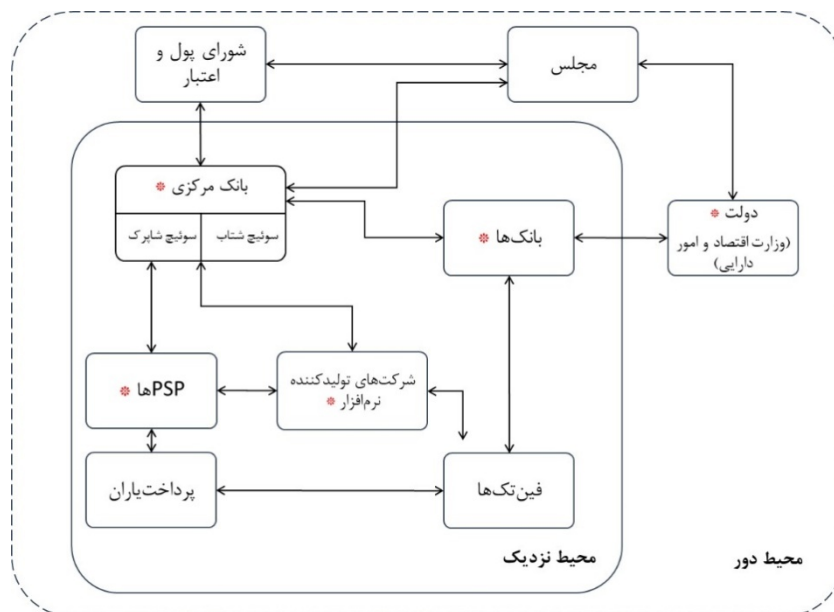 شورای پول و
اعتبار
مجلس
بانک مرکزی
سوئیچ شتاب
سوئیچ شاپرک
بانک‌ها
دولت
(وزارت اقتصاد و امور
دارایی)
شرکت‌های تولیدکننده
نرم‌افزار
PSPها
فین‌تک‌ها
پرداخت‌یاران
محیط نزدیک
محیط دور